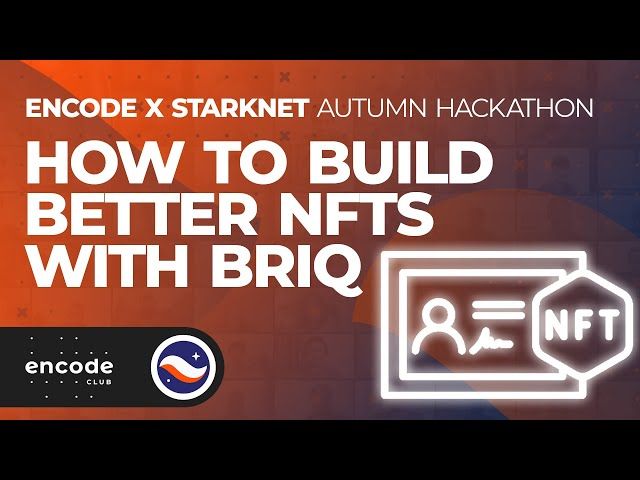 ENCODE X STARKNET AUTUMN HACKATHON
HOW TO BUILD
BETTER NFTS
WITH BRIQ
NFT
encode
CLUB